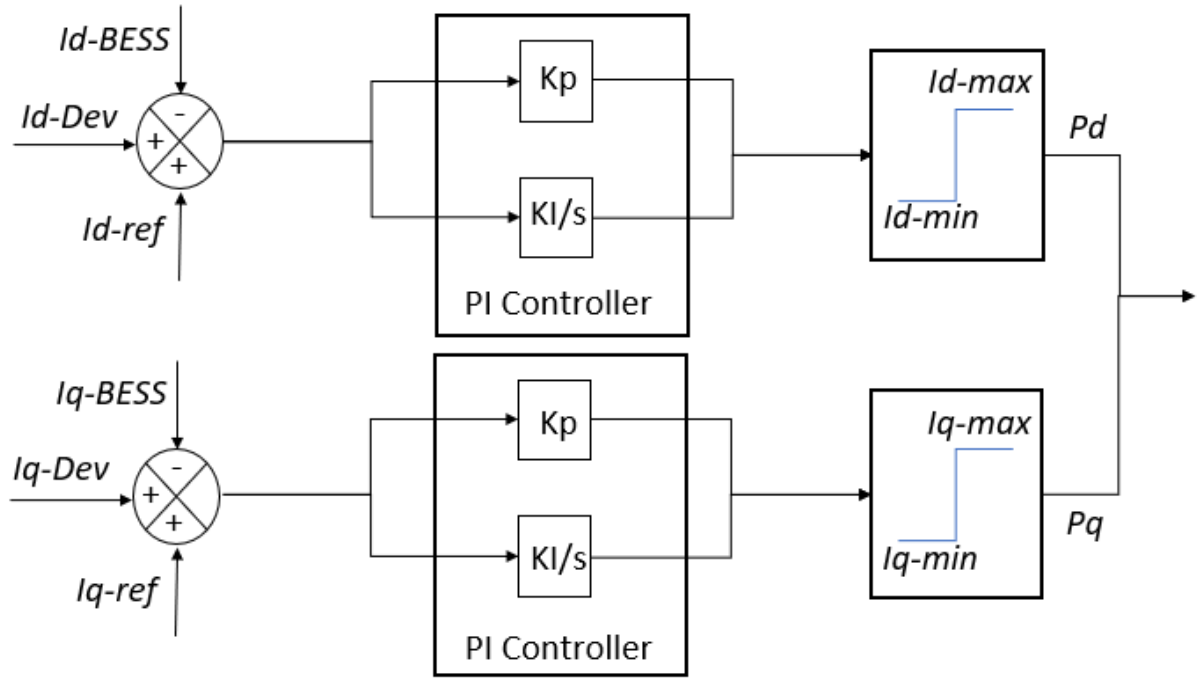 Id-BESS
-
Id-Dev
+
+
Id-ref
Kp
KI/s
PI Controller
Id-max
Id-min
Pd
Iq-BESS
-
Iq-Dev
+
+
Iq-ref
Kp
KI/s
PI Controller
Iq-max
Iq-min
Pq